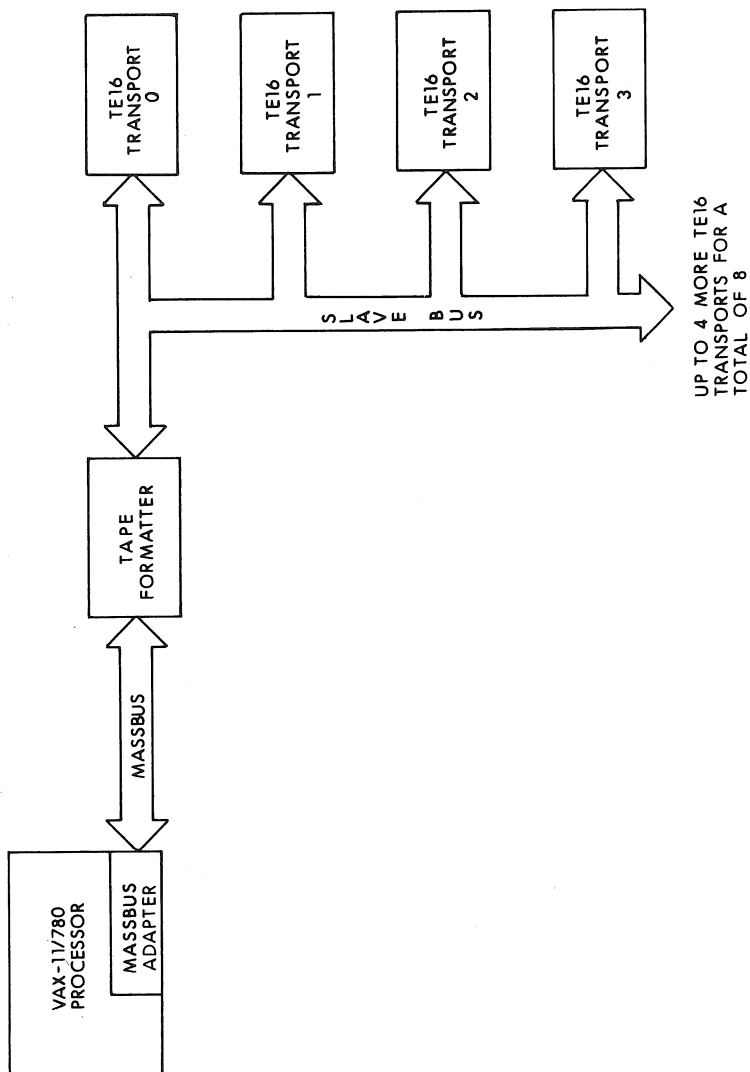 VAX-11/780
PROCESSOR
MASSBUS
ADAPTER
MASSBUS
TAPE
FORMATTER
SLAVE BUS
TE16
TRANSPORT
0
TE16
TRANSPORT
1
TE16
TRANSPORT
2
TE16
TRANSPORT
3
UP TO 4 MORE TE16
TRANSPORTS FOR A
TOTAL OF 8